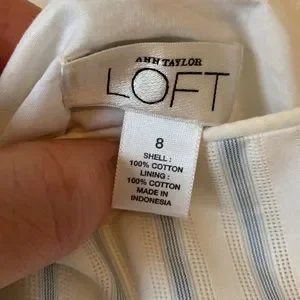 ANN TAYLOR
LOFT
8
SHELL :
100% COTTON
LINING :
100% COTTON
MADE IN
INDONESIA